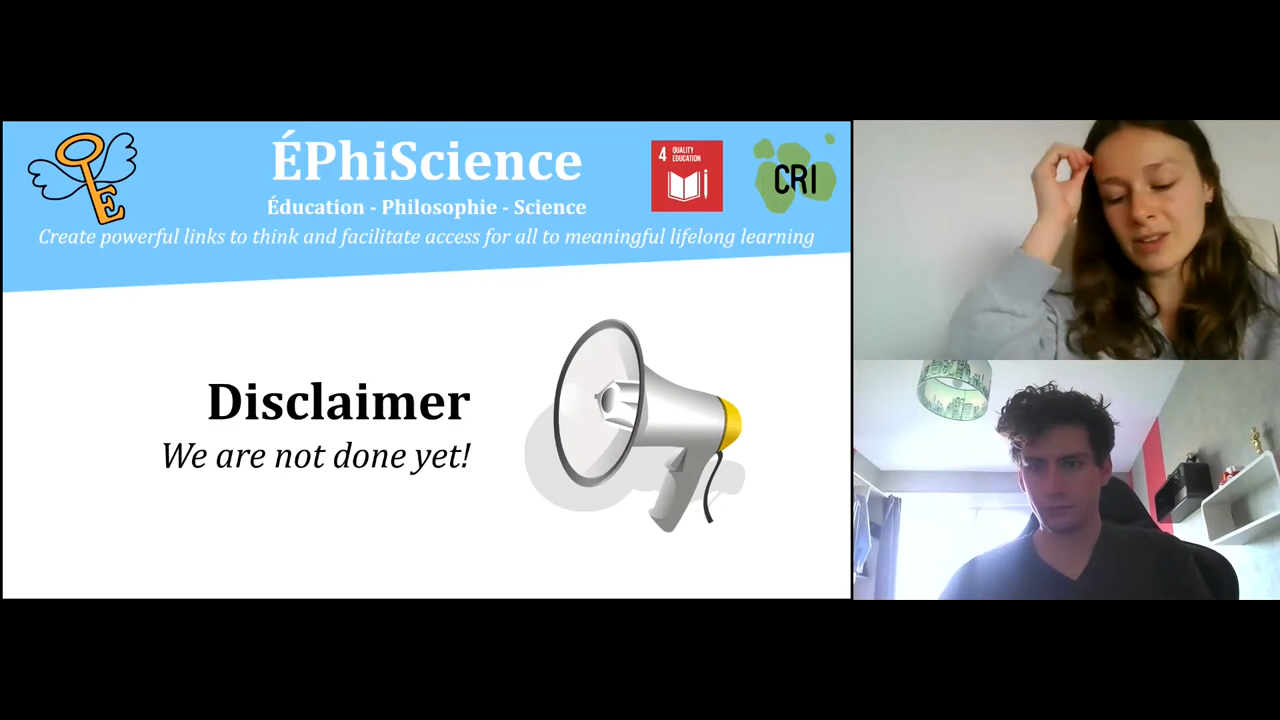 ÉPhiScience
Éducation - Philosophie - Science
Create powerful links to think and facilitate access for all to meaningful lifelong learning
4 QUALITY
EDUCATION
CRI
E
Disclaimer
We are not done yet!